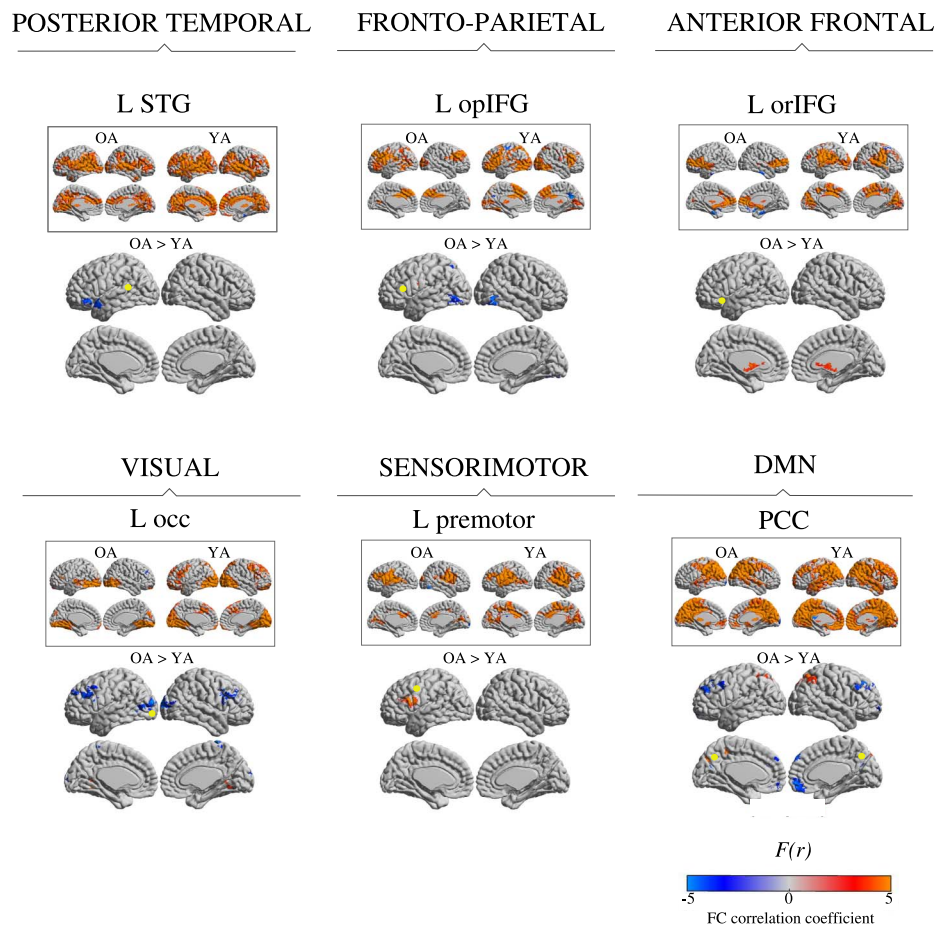 POSTERIOR TEMPORAL
FRONTO-PARIETAL
ANTERIOR FRONTAL
L STG
L opIFG
L orIFG
OA YA
OA YA
OA YA
OA > YA
OA > YA
OA > YA
VISUAL
SENSORIMOTOR
DMN
L occ
L premotor
PCC
OA YA
OA YA
OA YA
OA > YA
OA > YA
OA > YA
F(r)
-5 0 5
FC correlation coefficient